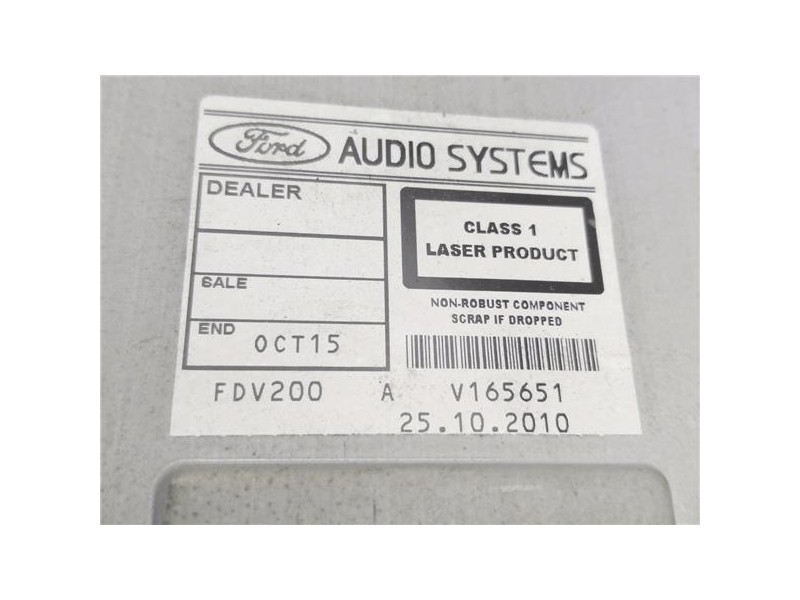 Ford AUDIO SYSTEMS
DEALER
SALE
END OCT15
CLASS 1
LASER PRODUCT
NON-ROBUST COMPONENT
SCRAP IF DROPPED
FDV200 A V165651
25.10.2010